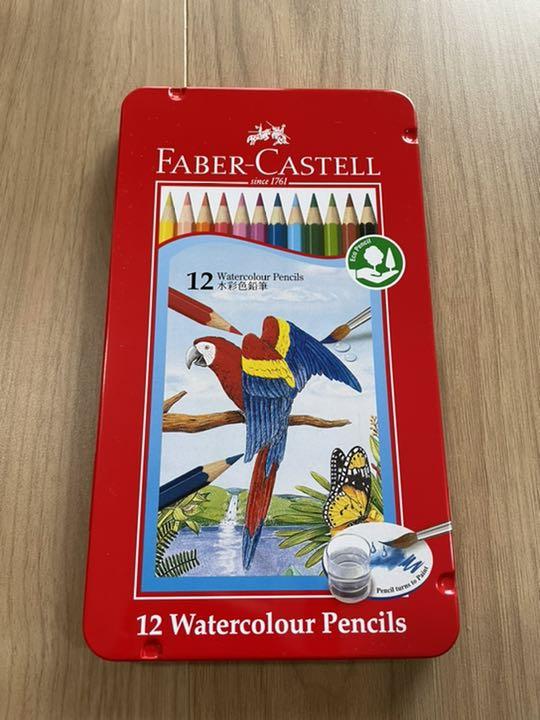 FABER-CASTELL
since 1761
Eco Pencil
12 Watercolour Pencils
水彩色鉛筆
Pencil turns to Paint
12 Watercolour Pencils